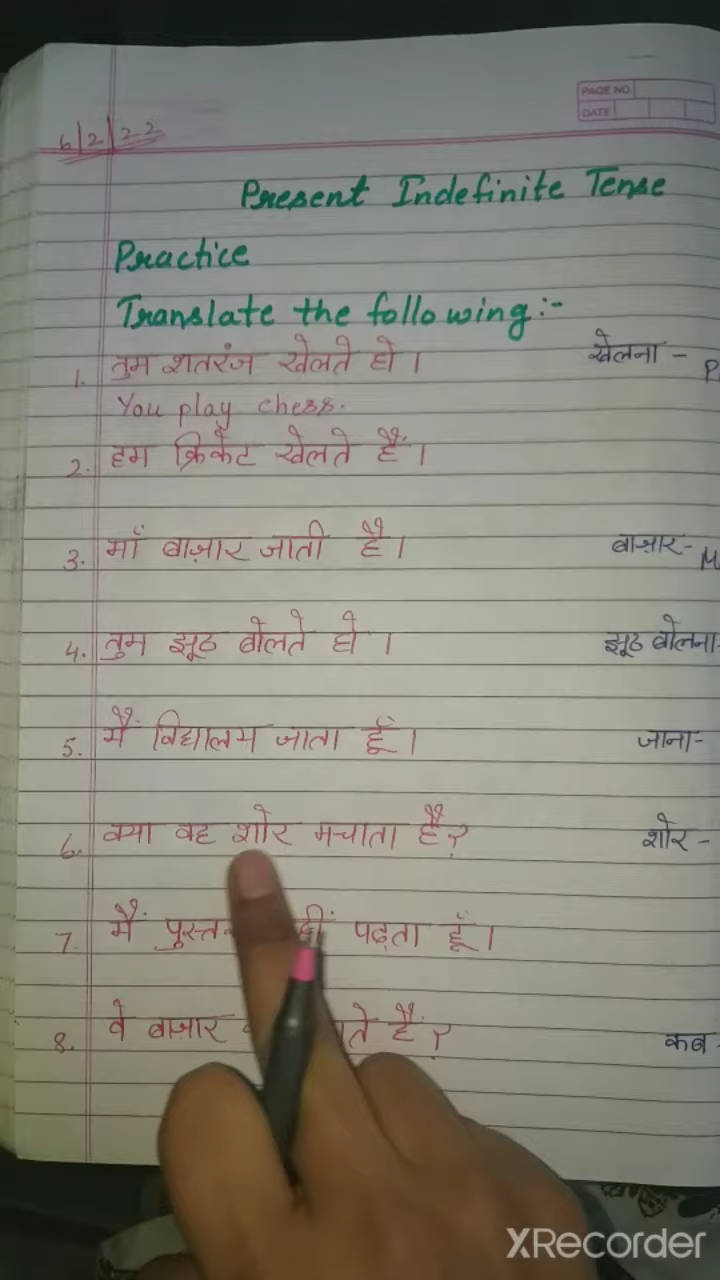 PAGE NO.
DATE
6/2/22
Present Indefinite Tense
Practice
Translate the following:-
1. तुम शतरंज खेलते हो। खेलना - P
You play chess.
2. हम क्रिकेट खेलते हैं।
3. माँ बाज़ार जाती है। बाज़ार- M
4. तुम झूठ बोलते हो। झूठ बोलना-
5. मैं विद्यालय जाता हूँ। जाना-
6. क्या वह शोर मचाता है? शोर -
7. मैं पढ़ता हूँ।
8. वे बाज़ार हैं? कब-
XRecorder